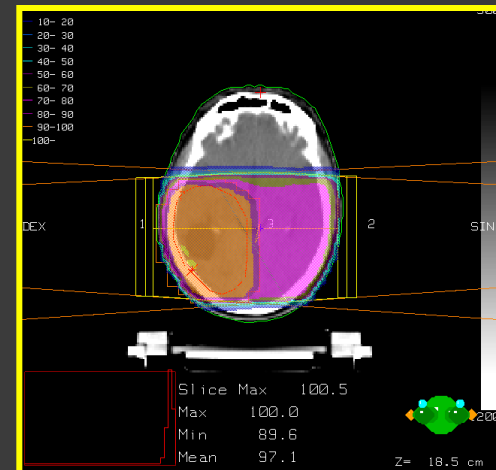 10- 20
20- 30
30- 40
40- 50
50- 60
60- 70
70- 80
80- 90
90-100
100-
DEX
1
3
2
SIN
Slice Max 100.5
Max 100.0
Min 89.6
Mean 97.1
200
Z= 18.5 cm